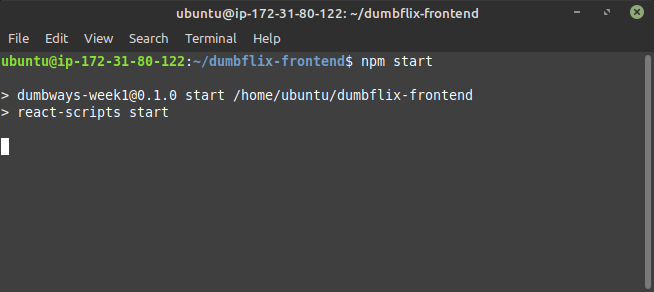 ubuntu@ip-172-31-80-122: ~/dumbflix-frontend
File Edit View Search Terminal Help
ubuntu@ip-172-31-80-122:~/dumbflix-frontend$ npm start
> dumbways-week1@0.1.0 start /home/ubuntu/dumbflix-frontend
> react-scripts start